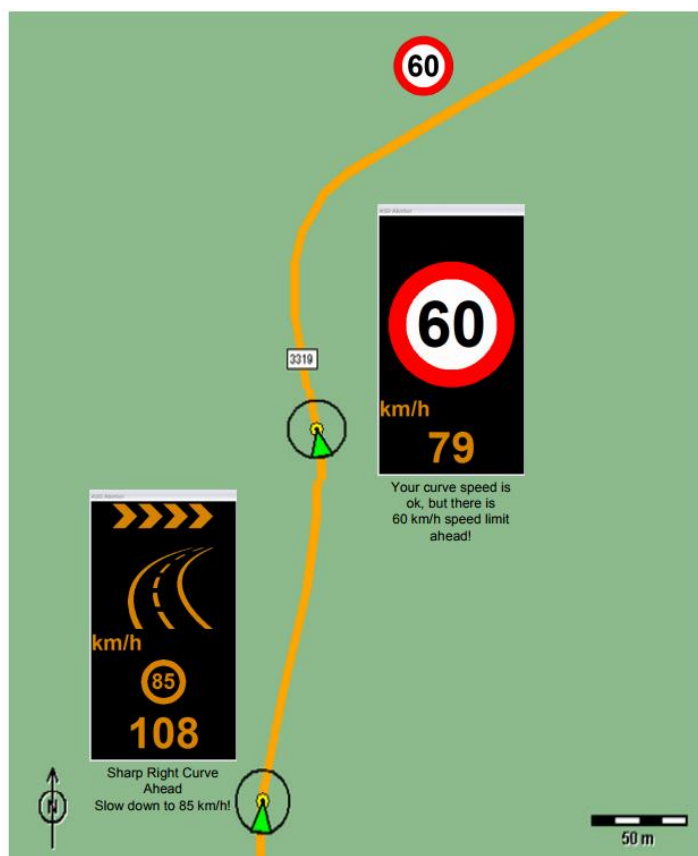 60
60
km/h
79
Your curve speed is
ok, but there is
60 km/h speed limit
ahead!
3319
km/h
85
108
Sharp Right Curve
Ahead
Slow down to 85 km/h!
N
50 m